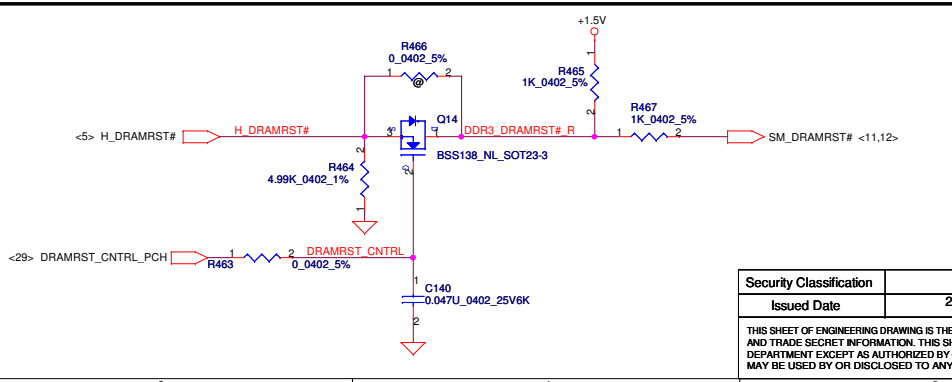 +1.5V
R466
0_0402_5%
1
2
@
1
R465
1K_0402_5%
2
R467
1K_0402_5%
1
2
Q14
<5> H_DRAMRST#
H_DRAMRST#
3
1
DDR3_DRAMRST#_R
SM_DRAMRST# <11,12>
BSS138_NL_SOT23-3
2
R464
4.99K_0402_1%
2
1
<29> DRAMRST_CNTRL_PCH
1
R463
2
0_0402_5%
DRAMRST_CNTRL
1
C140
0.047U_0402_25V6K
2
Security Classification
Issued Date
2
THIS SHEET OF ENGINEERING DRAWING IS THE
AND TRADE SECRET INFORMATION. THIS SH
DEPARTMENT EXCEPT AS AUTHORIZED BY
MAY BE USED BY OR DISCLOSED TO ANY